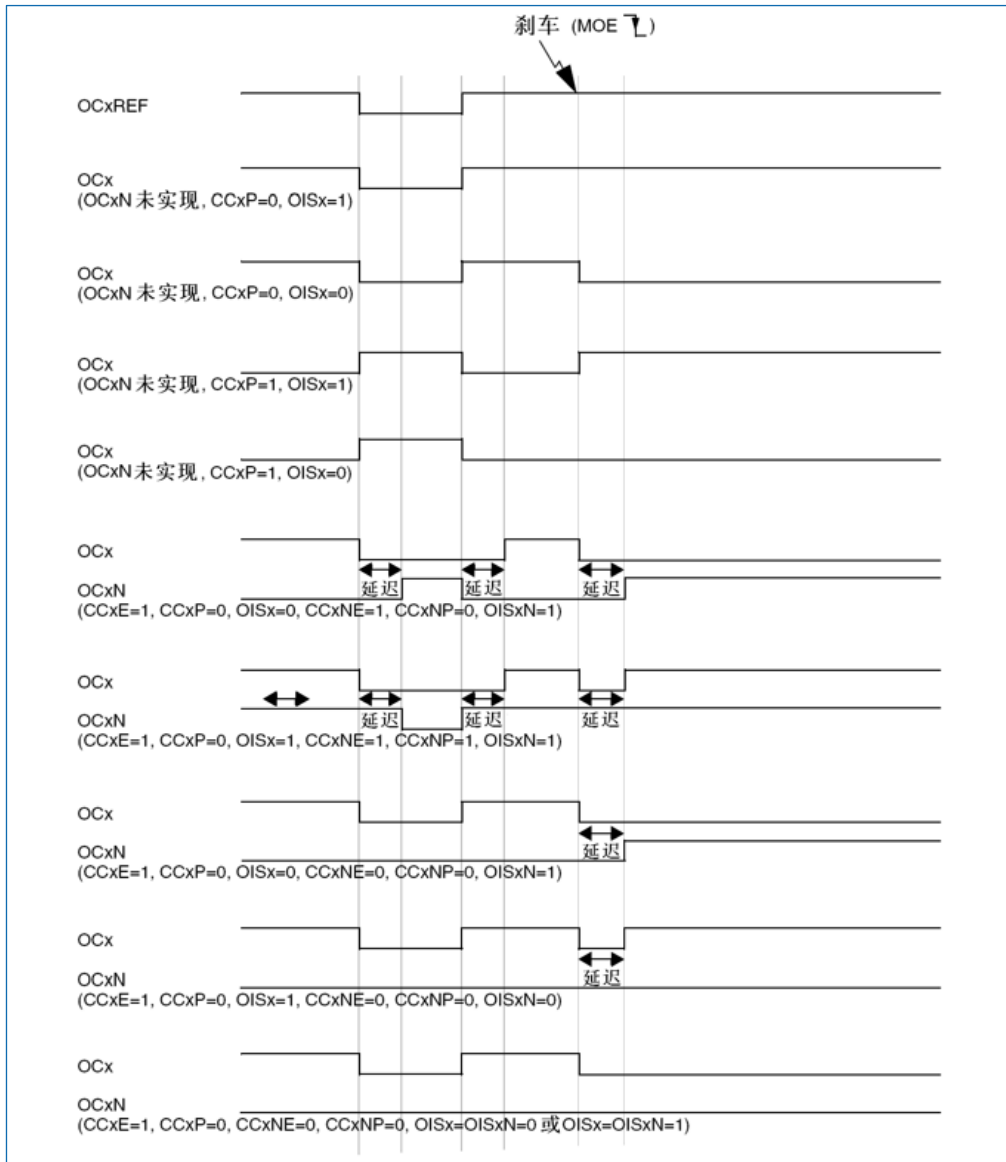 刹车 (MOE )
OCxREF
OCx
(OCxN 未实现, CCxP=0, OISx=1)
OCx
(OCxN 未实现, CCxP=0, OISx=0)
OCx
(OCxN 未实现, CCxP=1, OISx=1)
OCx
(OCxN 未实现, CCxP=1, OISx=0)
OCx
延迟 延迟 延迟
OCxN
(CCxE=1, CCxP=0, OISx=0, CCxNE=1, CCxNP=0, OISxN=1)
OCx
延迟 延迟 延迟
OCxN
(CCxE=1, CCxP=0, OISx=1, CCxNE=1, CCxNP=1, OISxN=1)
OCx
延迟
OCxN
(CCxE=1, CCxP=0, OISx=0, CCxNE=0, CCxNP=0, OISxN=1)
OCx
延迟
OCxN
(CCxE=1, CCxP=0, OISx=1, CCxNE=0, CCxNP=0, OISxN=0)
OCx
OCxN
(CCxE=1, CCxP=0, CCxNE=0, CCxNP=0, OISx=OISxN=0 或OISx=OISxN=1)